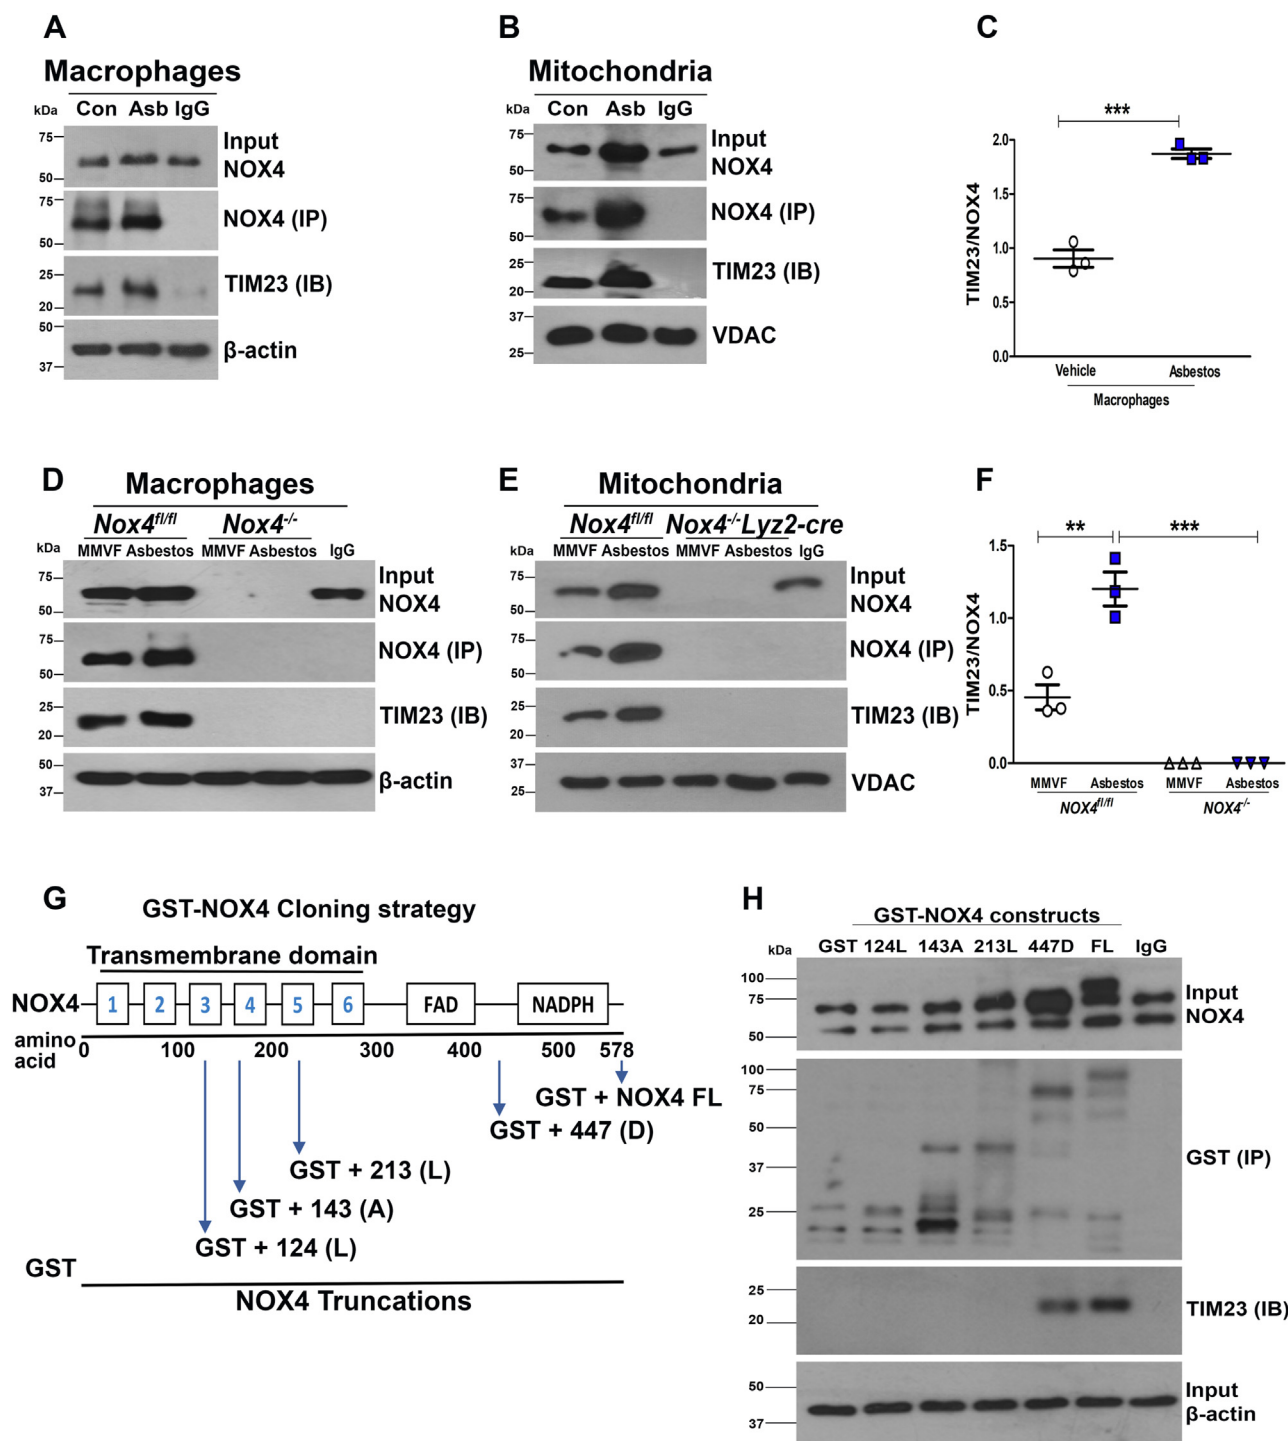 A
Macrophages
kDa Con Asb IgG
75
50
Input
NOX4
75
50
NOX4 (IP)
25
20
TIM23 (IB)
50
37
β-actin
B
Mitochondria
kDa Con Asb IgG
75
50
Input
NOX4
75
50
NOX4 (IP)
25
20
TIM23 (IB)
37
25
VDAC
C
***
TIM23/NOX4
2.0
1.5
1.0
0.5
0.0
Vehicle Asbestos
Macrophages
D
Macrophages
Nox4fl/fl Nox4-/-
kDa MMVF Asbestos MMVF Asbestos IgG
75
50
Input
NOX4
75
50
NOX4 (IP)
25
20
TIM23 (IB)
50
37
β-actin
E
Mitochondria
Nox4fl/fl Nox4-/-Lyz2-cre
kDa MMVF Asbestos MMVF Asbestos IgG
75
50
Input
NOX4
75
50
NOX4 (IP)
25
20
TIM23 (IB)
37
25
VDAC
F
** ***
TIM23/NOX4
1.5
1.0
0.5
0.0
MMVF Asbestos MMVF Asbestos
NOX4fl/fl NOX4-/-
G
GST-NOX4 Cloning strategy
Transmembrane domain
NOX4 1 2 3 4 5 6 FAD NADPH
amino
acid
0 100 200 300 400 500 578
GST + NOX4 FL
GST + 447 (D)
GST + 213 (L)
GST + 143 (A)
GST + 124 (L)
GST
NOX4 Truncations
H
GST-NOX4 constructs
kDa GST 124L 143A 213L 447D FL IgG
100
75
50
Input
NOX4
100
75
50
37
25
GST (IP)
25
20
TIM23 (IB)
50
37
Input
β-actin